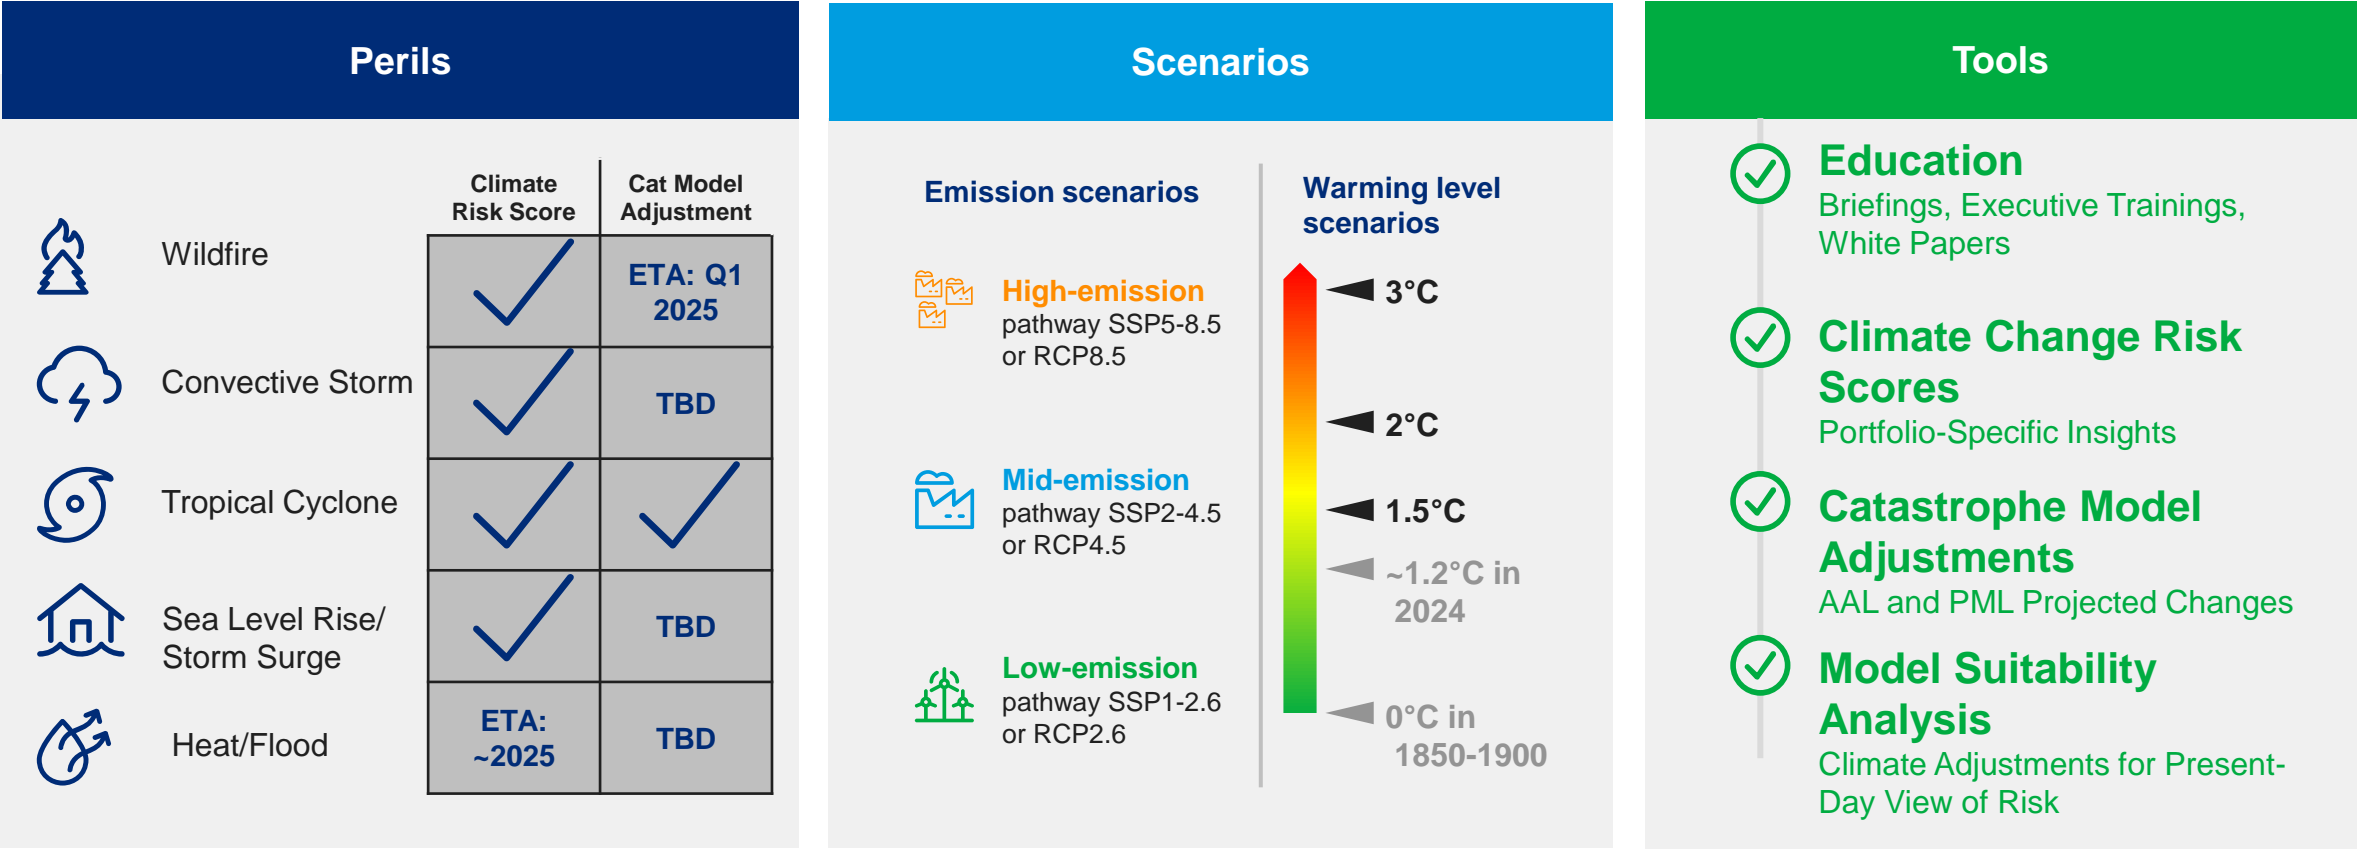 Perils
Climate
Risk Score
Cat Model
Adjustment
Wildfire
ETA: Q1
2025
Convective Storm
TBD
Tropical Cyclone
Sea Level Rise/
Storm Surge
TBD
Heat/Flood
ETA:
~2025
TBD
Scenarios
Emission scenarios
High-emission
pathway SSP5-8.5
or RCP8.5
Mid-emission
pathway SSP2-4.5
or RCP4.5
Low-emission
pathway SSP1-2.6
or RCP2.6
Warming level
scenarios
3°C
2°C
1.5°C
~1.2°C in
2024
0°C in
1850-1900
Tools
Education
Briefings, Executive Trainings,
White Papers
Climate Change Risk
Scores
Portfolio-Specific Insights
Catastrophe Model
Adjustments
AAL and PML Projected Changes
Model Suitability
Analysis
Climate Adjustments for Present-
Day View of Risk